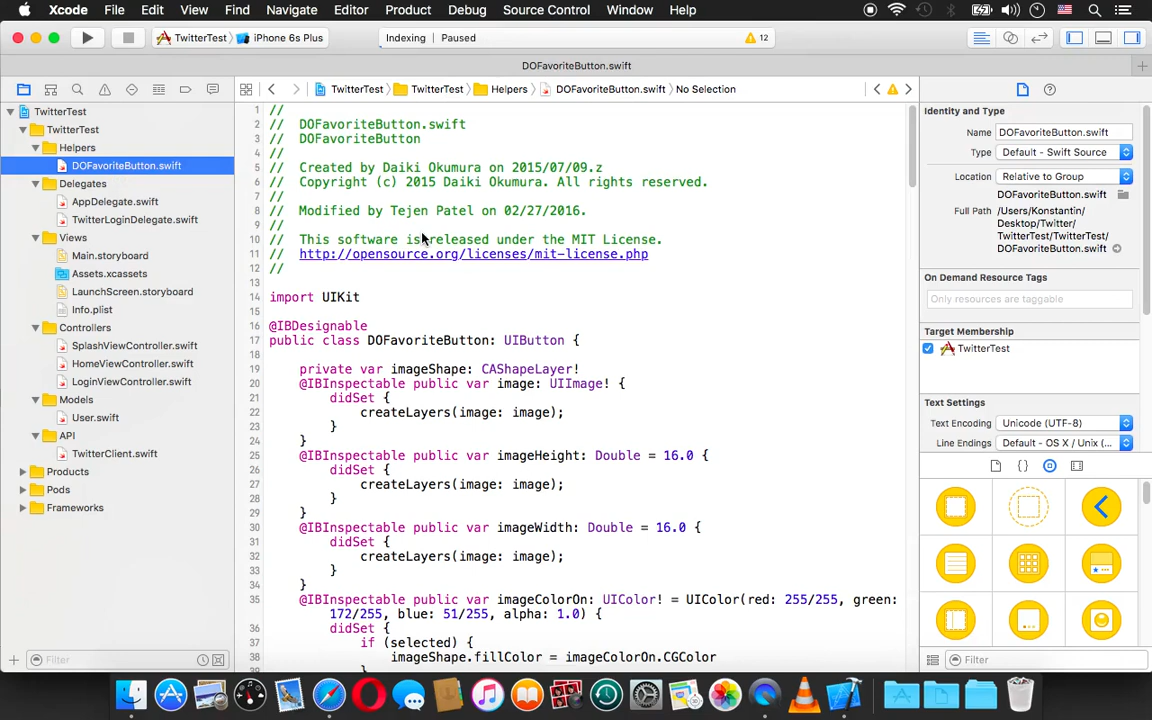 Xcode File Edit View Find Navigate Editor Product Debug Source Control Window Help
TwitterTest iPhone 6s Plus
Indexing | Paused
12
DOFavoriteButton.swift
TwitterTest
TwitterTest
Helpers
DOFavoriteButton.swift
Delegates
AppDelegate.swift
TwitterLoginDelegate.swift
Views
Main.storyboard
Assets.xcassets
LaunchScreen.storyboard
Info.plist
Controllers
SplashViewController.swift
HomeViewController.swift
LoginViewController.swift
Models
User.swift
API
TwitterClient.swift
Products
Pods
Frameworks
Filter
TwitterTest TwitterTest Helpers DOFavoriteButton.swift No Selection
1 //
2 // DOFavoriteButton.swift
3 // DOFavoriteButton
4 //
5 // Created by Daiki Okumura on 2015/07/09.z
6 // Copyright (c) 2015 Daiki Okumura. All rights reserved.
7 //
8 // Modified by Tejen Patel on 02/27/2016.
9 //
10 // This software is released under the MIT License.
11 // http://opensource.org/licenses/mit-license.php
12 //
13
14 import UIKit
15
16 @IBDesignable
17 public class DOFavoriteButton: UIButton {
18
19 private var imageShape: CAShapeLayer!
20 @IBInspectable public var image: UIImage! {
21 didSet {
22 createLayers(image: image);
23 }
24 }
25 @IBInspectable public var imageHeight: Double = 16.0 {
26 didSet {
27 createLayers(image: image);
28 }
29 }
30 @IBInspectable public var imageWidth: Double = 16.0 {
31 didSet {
32 createLayers(image: image);
33 }
34 }
35 @IBInspectable public var imageColorOn: UIColor! = UIColor(red: 255/255, green:
172/255, blue: 51/255, alpha: 1.0) {
36 didSet {
37 if (selected) {
38 imageShape.fillColor = imageColorOn.CGColor
39 }
Identity and Type
Name DOFavoriteButton.swift
Type Default - Swift Source
Location Relative to Group
DOFavoriteButton.swift
Full Path /Users/Konstantin/
Desktop/Twitter/
TwitterTest/TwitterTest/
DOFavoriteButton.swift
On Demand Resource Tags
Only resources are taggable
Target Membership
TwitterTest
Text Settings
Text Encoding Unicode (UTF-8)
Line Endings Default - OS X / Unix (...
Filter